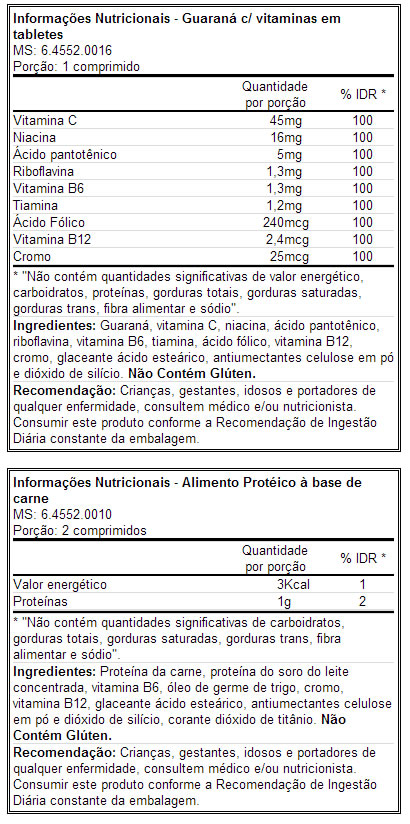 Informações Nutricionais - Guaraná c/ vitaminas em
tabletes
MS: 6.4552.0016
Porção: 1 comprimido
Quantidade
por porção
% IDR *
Vitamina C 45mg 100
Niacina 16mg 100
Ácido pantotênico 5mg 100
Riboflavina 1,3mg 100
Vitamina B6 1,3mg 100
Tiamina 1,2mg 100
Ácido Fólico 240mcg 100
Vitamina B12 2,4mcg 100
Cromo 25mcg 100
* "Não contém quantidades significativas de valor energético,
carboidratos, proteínas, gorduras totais, gorduras saturadas,
gorduras trans, fibra alimentar e sódio".
Ingredientes: Guaraná, vitamina C, niacina, ácido pantotênico,
riboflavina, vitamina B6, tiamina, ácido fólico, vitamina B12,
cromo, glaceante ácido esteárico, antiumectantes celulose em pó
e dióxido de silício. Não Contém Glúten.
Recomendação: Crianças, gestantes, idosos e portadores de
qualquer enfermidade, consultem médico e/ou nutricionista.
Consumir este produto conforme a Recomendação de Ingestão
Diária constante da embalagem.
Informações Nutricionais - Alimento Protéico à base de
carne
MS: 6.4552.0010
Porção: 2 comprimidos
Quantidade
por porção
% IDR *
Valor energético 3Kcal 1
Proteínas 1g 2
* "Não contém quantidades significativas de carboidratos,
gorduras totais, gorduras saturadas, gorduras trans, fibra
alimentar e sódio".
Ingredientes: Proteína da carne, proteína do soro do leite
concentrada, vitamina B6, óleo de germe de trigo, cromo,
vitamina B12, glaceante ácido esteárico, antiumectantes celulose
em pó e dióxido de silício, corante dióxido de titânio. Não
Contém Glúten.
Recomendação: Crianças, gestantes, idosos e portadores de
qualquer enfermidade, consultem médico e/ou nutricionista.
Consumir este produto conforme a Recomendação de Ingestão
Diária constante da embalagem.